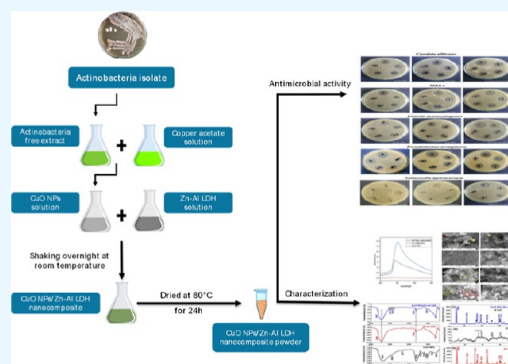 Actinobacteria isolate
Antimicrobial activity
Actinobacteria
free extract
+
Copper acetate
solution
CuO NPs
solution
+
Zn-Al LDH
solution
Shaking overnight at
room temperature
CuO NPs/Zn-Al LDH
nanocomposite
Dried at 80°C
for 24h
CuO NPs/Zn-Al LDH
nanocomposite powder
Characterization